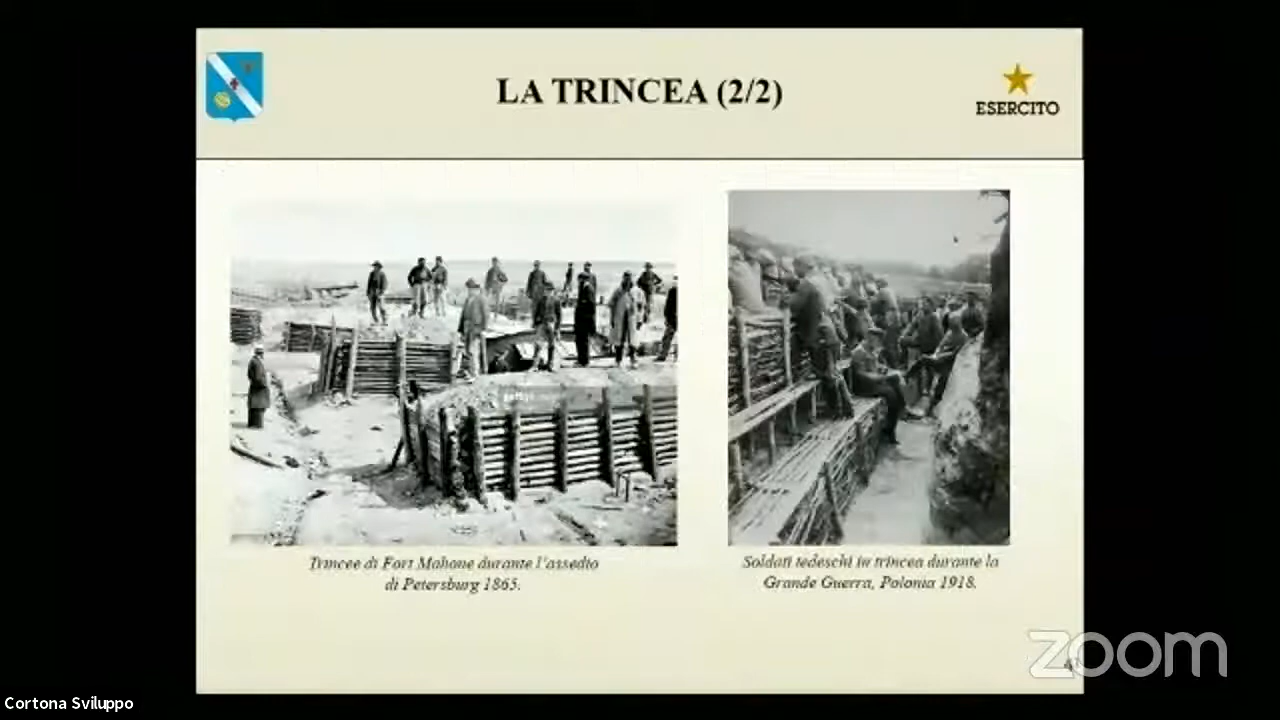 LA TRINCEA (2/2)
ESERCITO
Trincee di Fort Mahone durante l'assedio
di Petersburg 1865.
Soldati tedeschi in trincea durante la
Grande Guerra, Polonia 1918.
zoom
Cortona Sviluppo